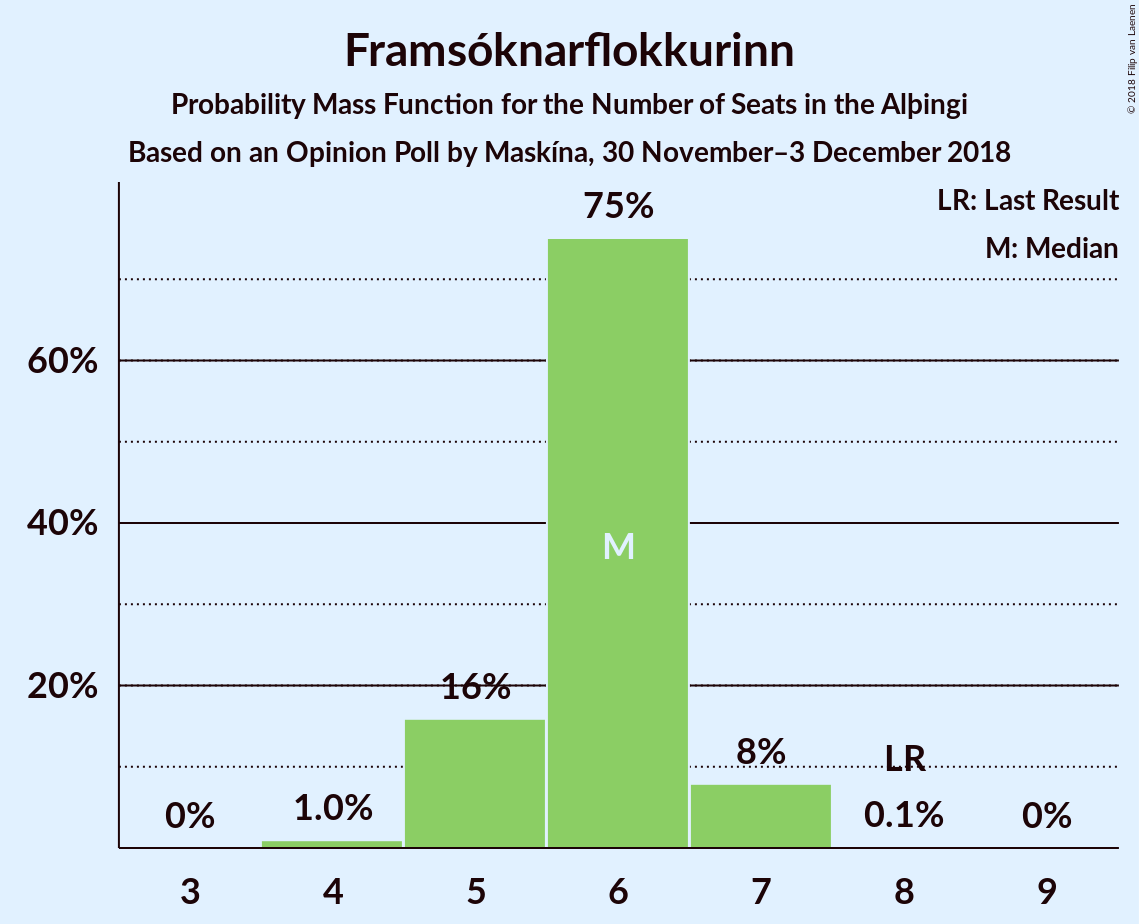 Framsóknarflokkurinn
Probability Mass Function for the Number of Seats in the Alþingi
Based on an Opinion Poll by Maskína, 30 November–3 December 2018
© 2018 Filip van Laenen
LR: Last Result
M: Median
75%
60%
40%
20%
M
16%
8%
LR
0%
1.0%
0.1%
0%
3 4 5 6 7 8 9